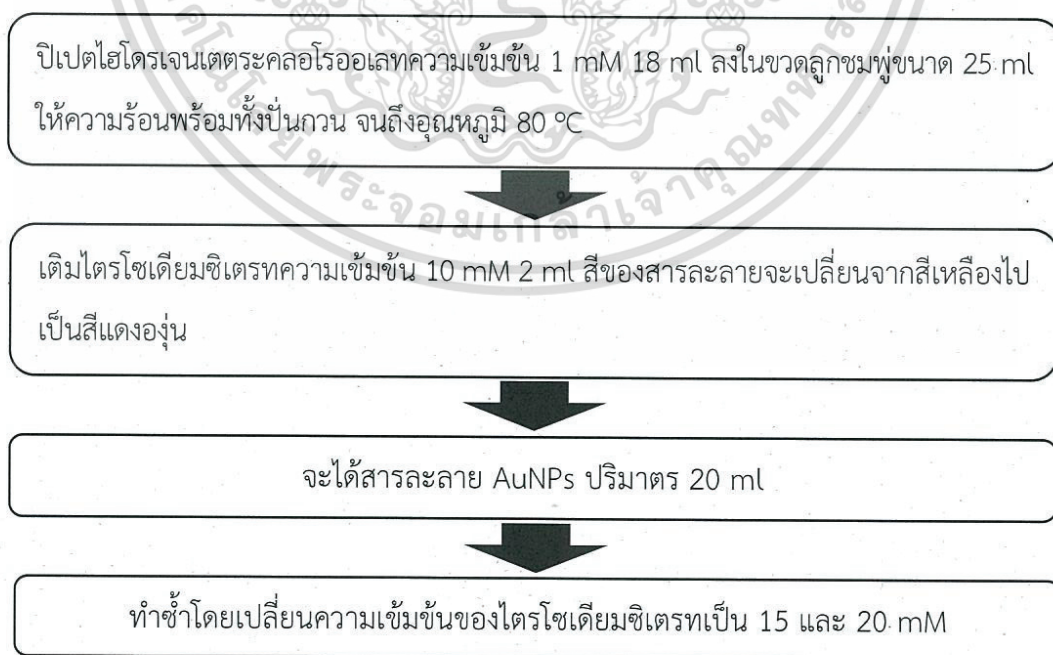 ปิเปตไฮโดรเจนเตตระคลอโรออเลทความเข้มข้น 1 mM 18 ml ลงในขวดลูกชมพู่ขนาด 25 ml
ให้ความร้อนพร้อมทั้งปั่นกวน จนถึงอุณหภูมิ 80 °C
เติมไตรโซเดียมซิเตรทความเข้มข้น 10 mM 2 ml สีของสารละลายจะเปลี่ยนจากสีเหลืองไป
เป็นสีแดงองุ่น
จะได้สารละลาย AuNPs ปริมาตร 20 ml
ทำซ้ำโดยเปลี่ยนความเข้มข้นของไตรโซเดียมซิเตรทเป็น 15 และ 20 mM